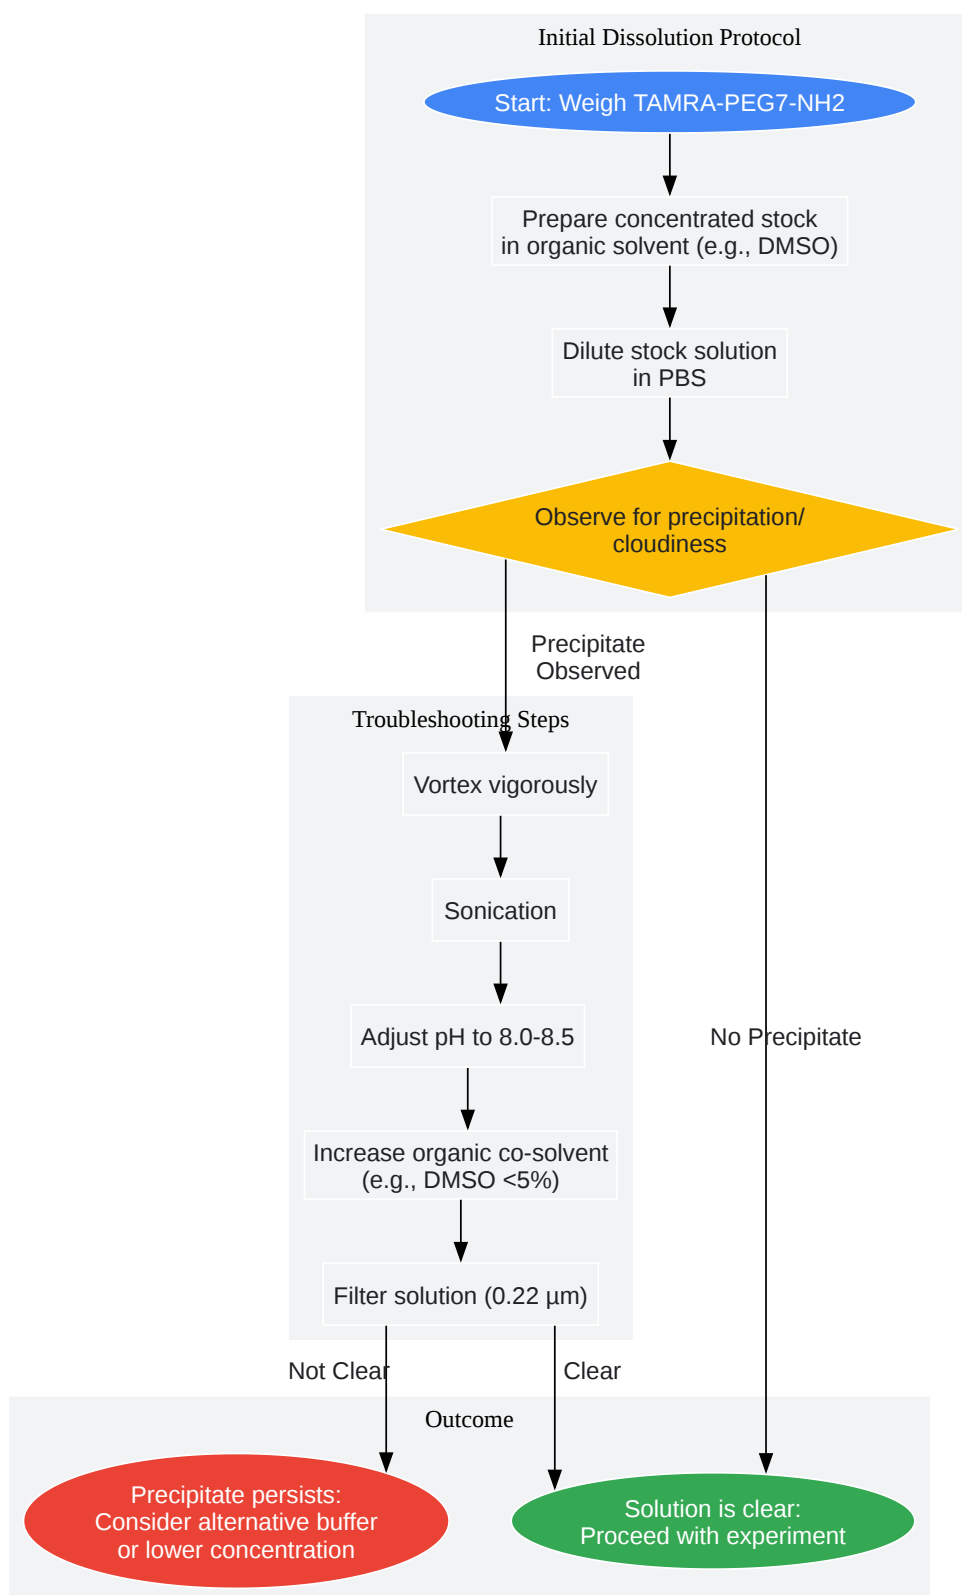 Initial Dissolution Protocol
Start: Weigh TAMRA-PEG7-NH2
Prepare concentrated stock
in organic solvent (e.g., DMSO)
Dilute stock solution
in PBS
Observe for precipitation/
cloudiness
Precipitate
Observed
Troubleshooting Steps
Vortex vigorously
Sonication
Adjust pH to 8.0-8.5
No Precipitate
Increase organic co-solvent
(e.g., DMSO <5%)
Filter solution (0.22 µm)
Not Clear
Clear
Outcome
Precipitate persists:
Consider alternative buffer
or lower concentration
Solution is clear:
Proceed with experiment